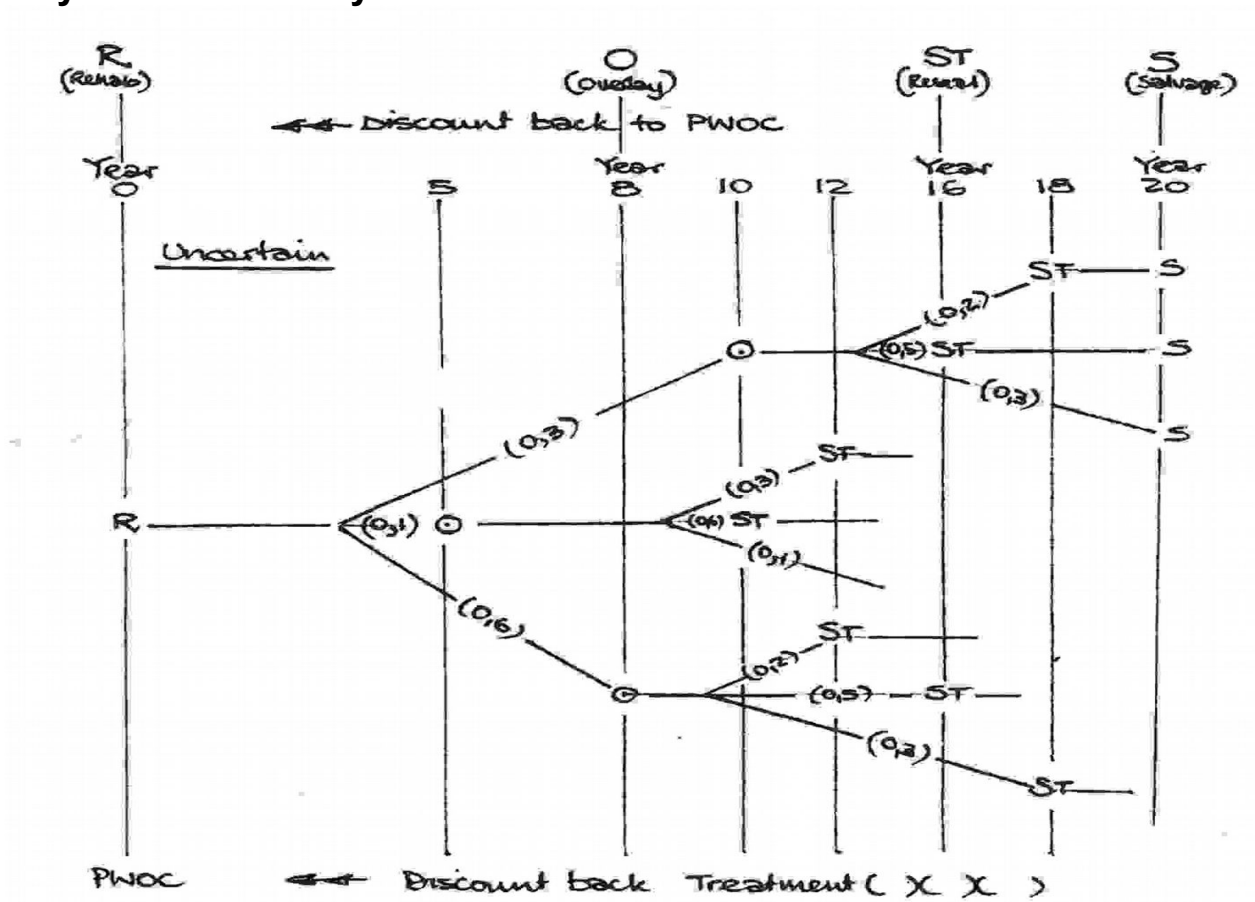 R O ST S
(Rehab) (Overlay) (Reseal) (Salvage)
Discount back to PWOC
Year Year Year Year
0 5 8 10 12 16 18 20
Uncertain
ST S
(0,2)
O (0,5) ST S
(0,3)
(0,3) S
ST
(0,3)
R (0,1) O (0,6) ST
(0,1)
(0,6)
ST
(0,2)
O (0,5) ST
(0,3)
ST
PWOC Discount back Treatment ( X X )